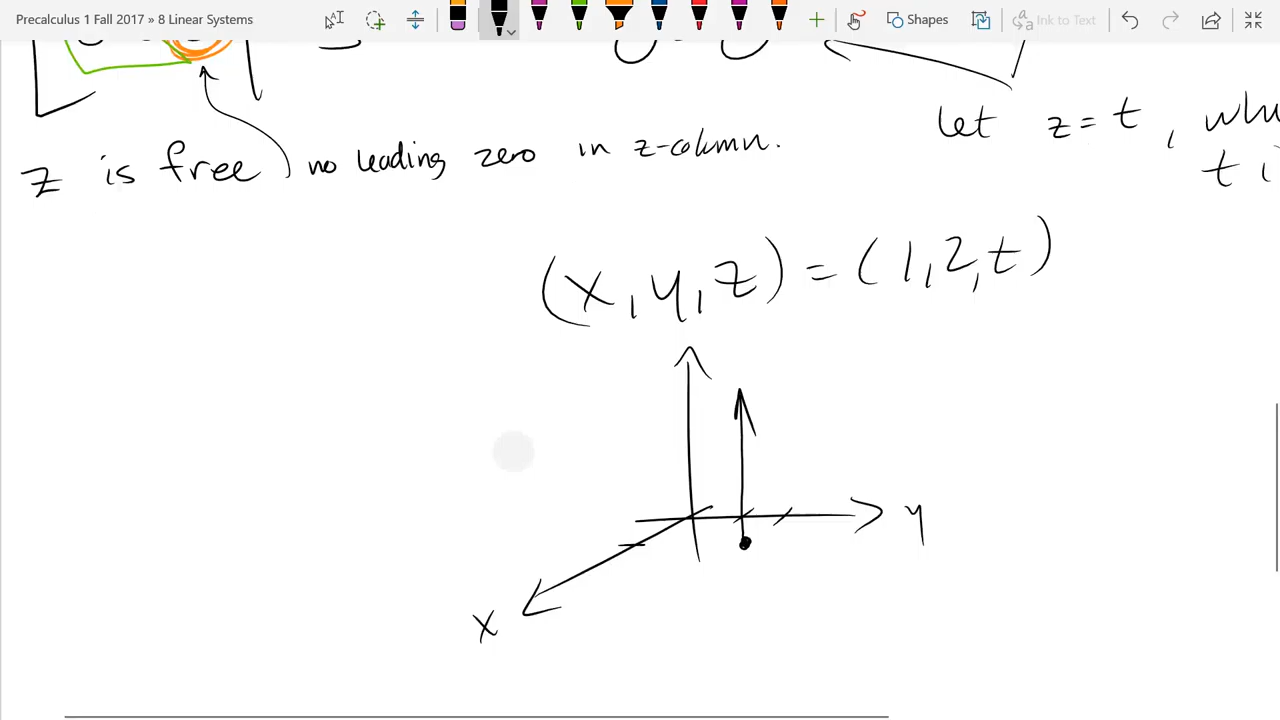 Precalculus 1 Fall 2017 » 8 Linear Systems
Shapes
Ink to Text
let z = t, wh
t i
z is free no leading zero in z-column.
(x, y, z) = (1, 2, t)
y
x